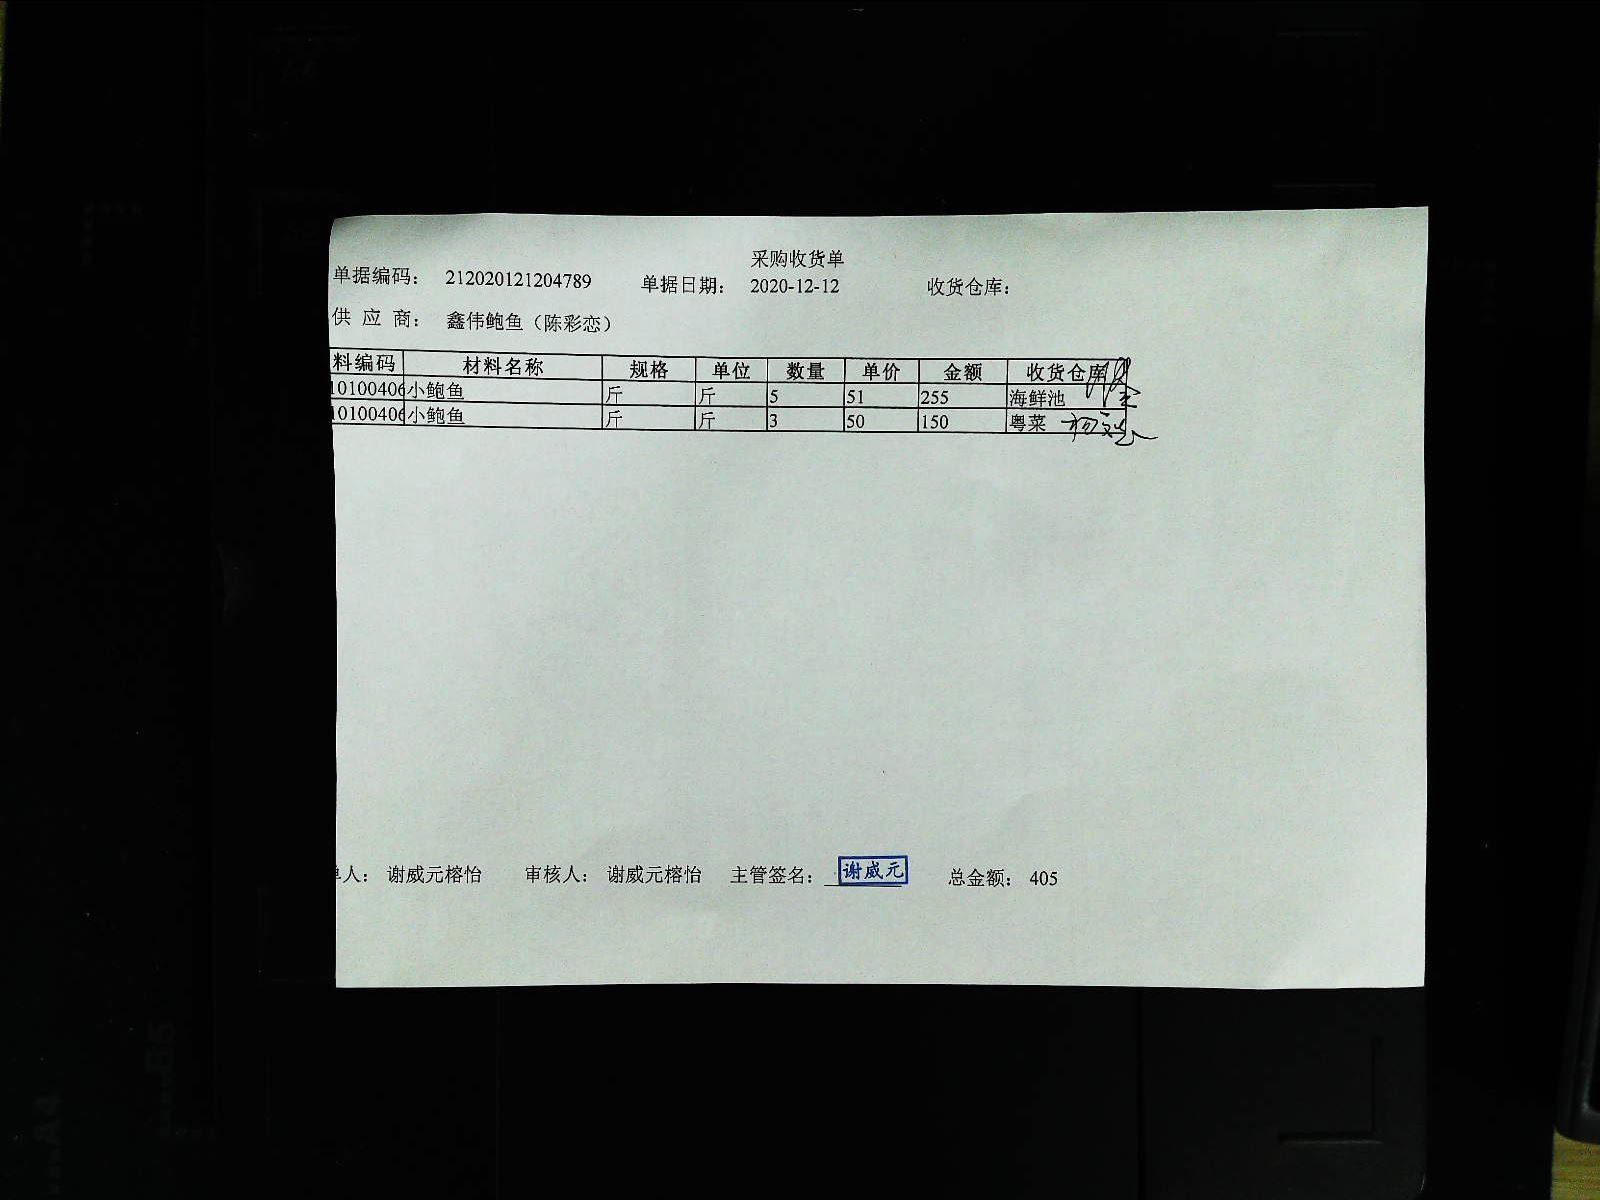 采购收货单
单据编码： 212020121204789 单据日期： 2020-12-12 收货仓库：
供 应 商： 鑫伟鲍鱼（陈彩恋）
料编码 材料名称 规格 单位 数量 单价 金额 收货仓库
10100406 小鲍鱼 斤 斤 5 51 255 海鲜池
10100406 小鲍鱼 斤 斤 3 50 150 粤菜
单人： 谢威元榕怡 审核人： 谢威元榕怡 主管签名： 谢威元 总金额： 405